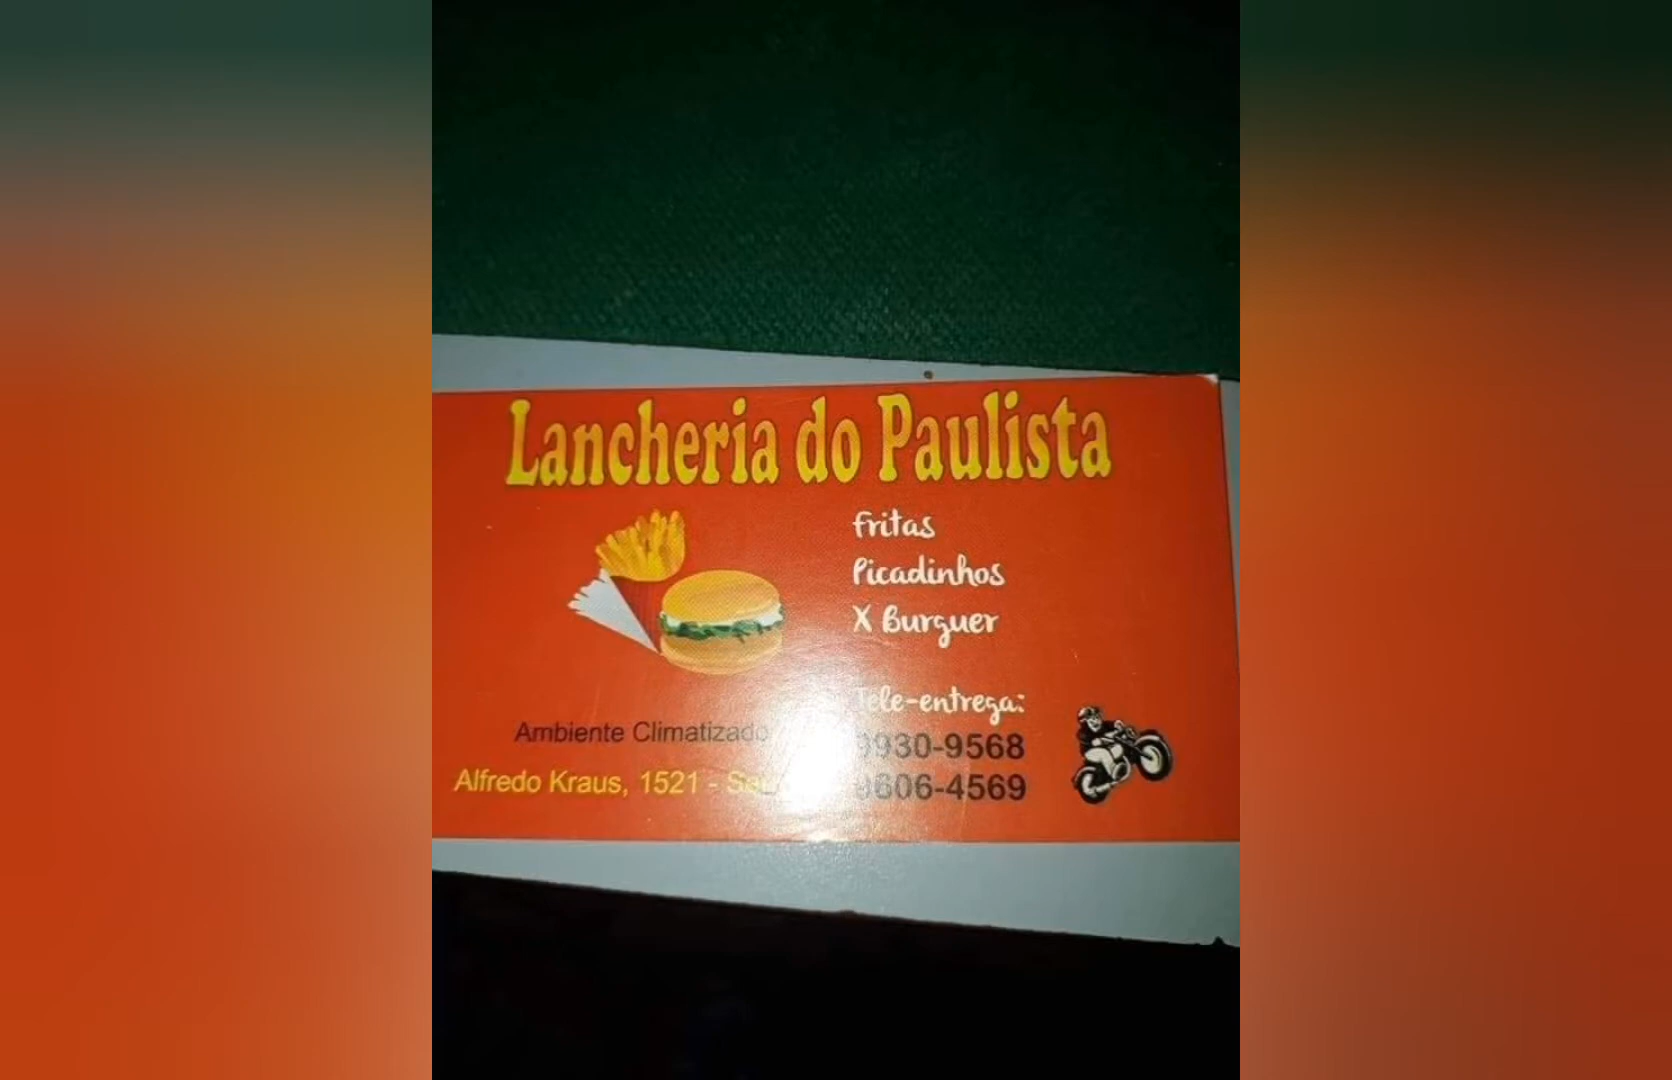 Lancheria do Paulista
Fritas
Picadinhos
X Burguer
Tele-entrega:
9930-9568
9606-4569
Ambiente Climatizado
Alfredo Kraus, 1521 -